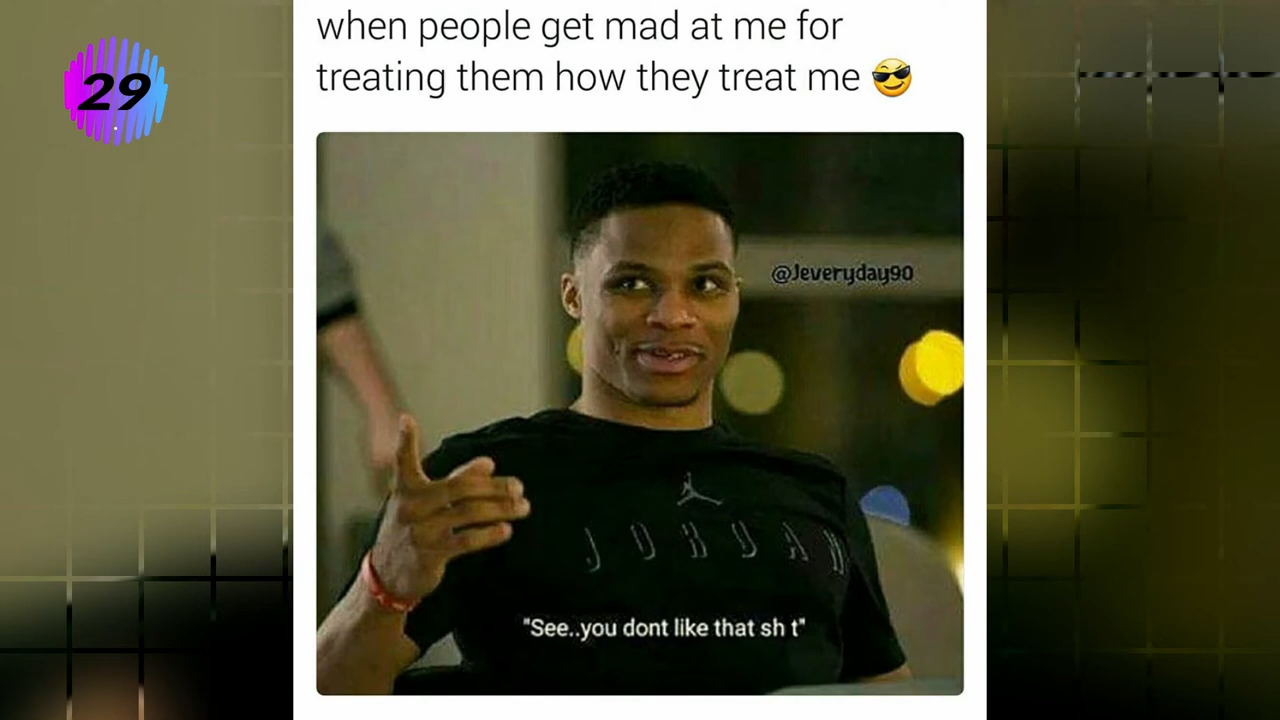 when people get mad at me for
treating them how they treat me 😎
29
@Jeveryday90
JORDAN
"See..you dont like that sh t"